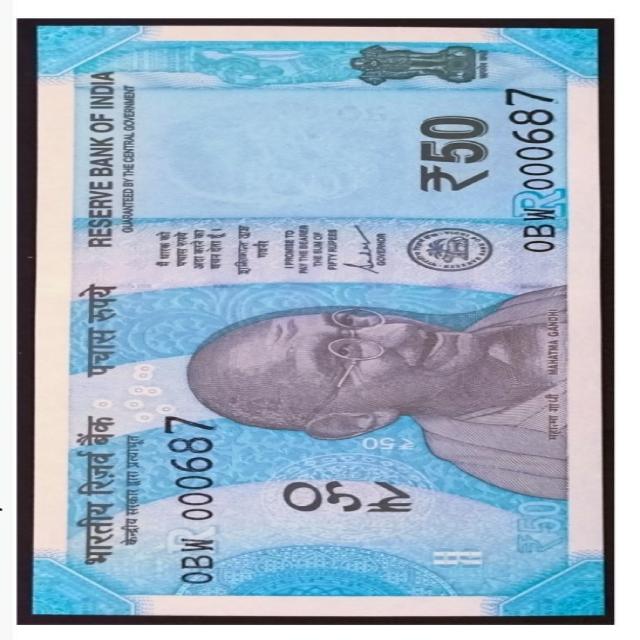 भारतीय रिज़र्व बैंक
केन्द्रीय सरकार द्वारा प्रत्याभूत
पचास रुपये
RESERVE BANK OF INDIA
GUARANTEED BY THE CENTRAL GOVERNMENT
0BW 000687
मैं धारक को
पचास रुपये
अदा करने का
वचन देता हूँ।
I PROMISE TO
PAY THE BEARER
THE SUM OF
FIFTY RUPEES
GOVERNOR
₹५०
₹50
₹50
0BW 000687
महात्मा गांधी
MAHATMA GANDHI
₹50